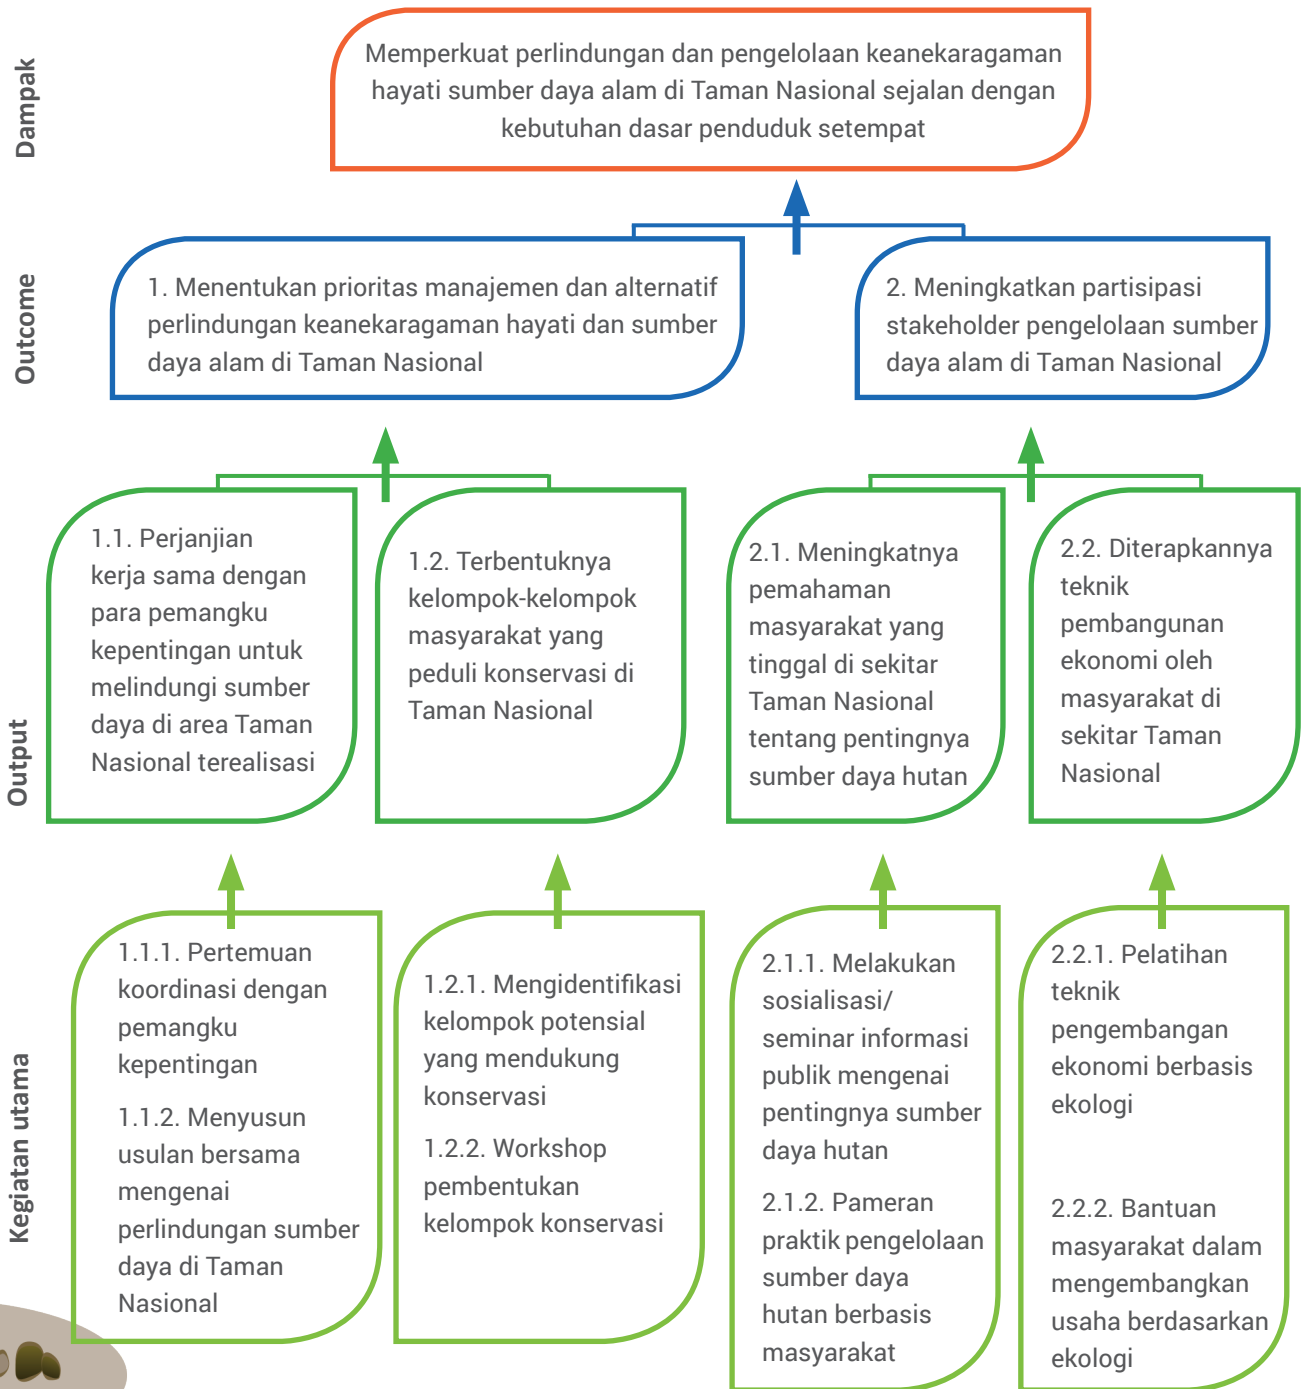 Dampak
Memperkuat perlindungan dan pengelolaan keanekaragaman
hayati sumber daya alam di Taman Nasional sejalan dengan
kebutuhan dasar penduduk setempat
Outcome
1. Menentukan prioritas manajemen dan alternatif
perlindungan keanekaragaman hayati dan sumber
daya alam di Taman Nasional
2. Meningkatkan partisipasi
stakeholder pengelolaan sumber
daya alam di Taman Nasional
Output
1.1. Perjanjian
kerja sama dengan
para pemangku
kepentingan untuk
melindungi sumber
daya di area Taman
Nasional terealisasi
1.2. Terbentuknya
kelompok-kelompok
masyarakat yang
peduli konservasi di
Taman Nasional
2.1. Meningkatnya
pemahaman
masyarakat yang
tinggal di sekitar
Taman Nasional
tentang pentingnya
sumber daya hutan
2.2. Diterapkannya
teknik
pembangunan
ekonomi oleh
masyarakat di
sekitar Taman
Nasional
Kegiatan utama
1.1.1. Pertemuan
koordinasi dengan
pemangku
kepentingan
1.1.2. Menyusun
usulan bersama
mengenai
perlindungan sumber
daya di Taman
Nasional
1.2.1. Mengidentifikasi
kelompok potensial
yang mendukung
konservasi
1.2.2. Workshop
pembentukan
kelompok konservasi
2.1.1. Melakukan
sosialisasi/
seminar informasi
publik mengenai
pentingnya sumber
daya hutan
2.1.2. Pameran
praktik pengelolaan
sumber daya
hutan berbasis
masyarakat
2.2.1. Pelatihan
teknik
pengembangan
ekonomi berbasis
ekologi
2.2.2. Bantuan
masyarakat dalam
mengembangkan
usaha berdasarkan
ekologi